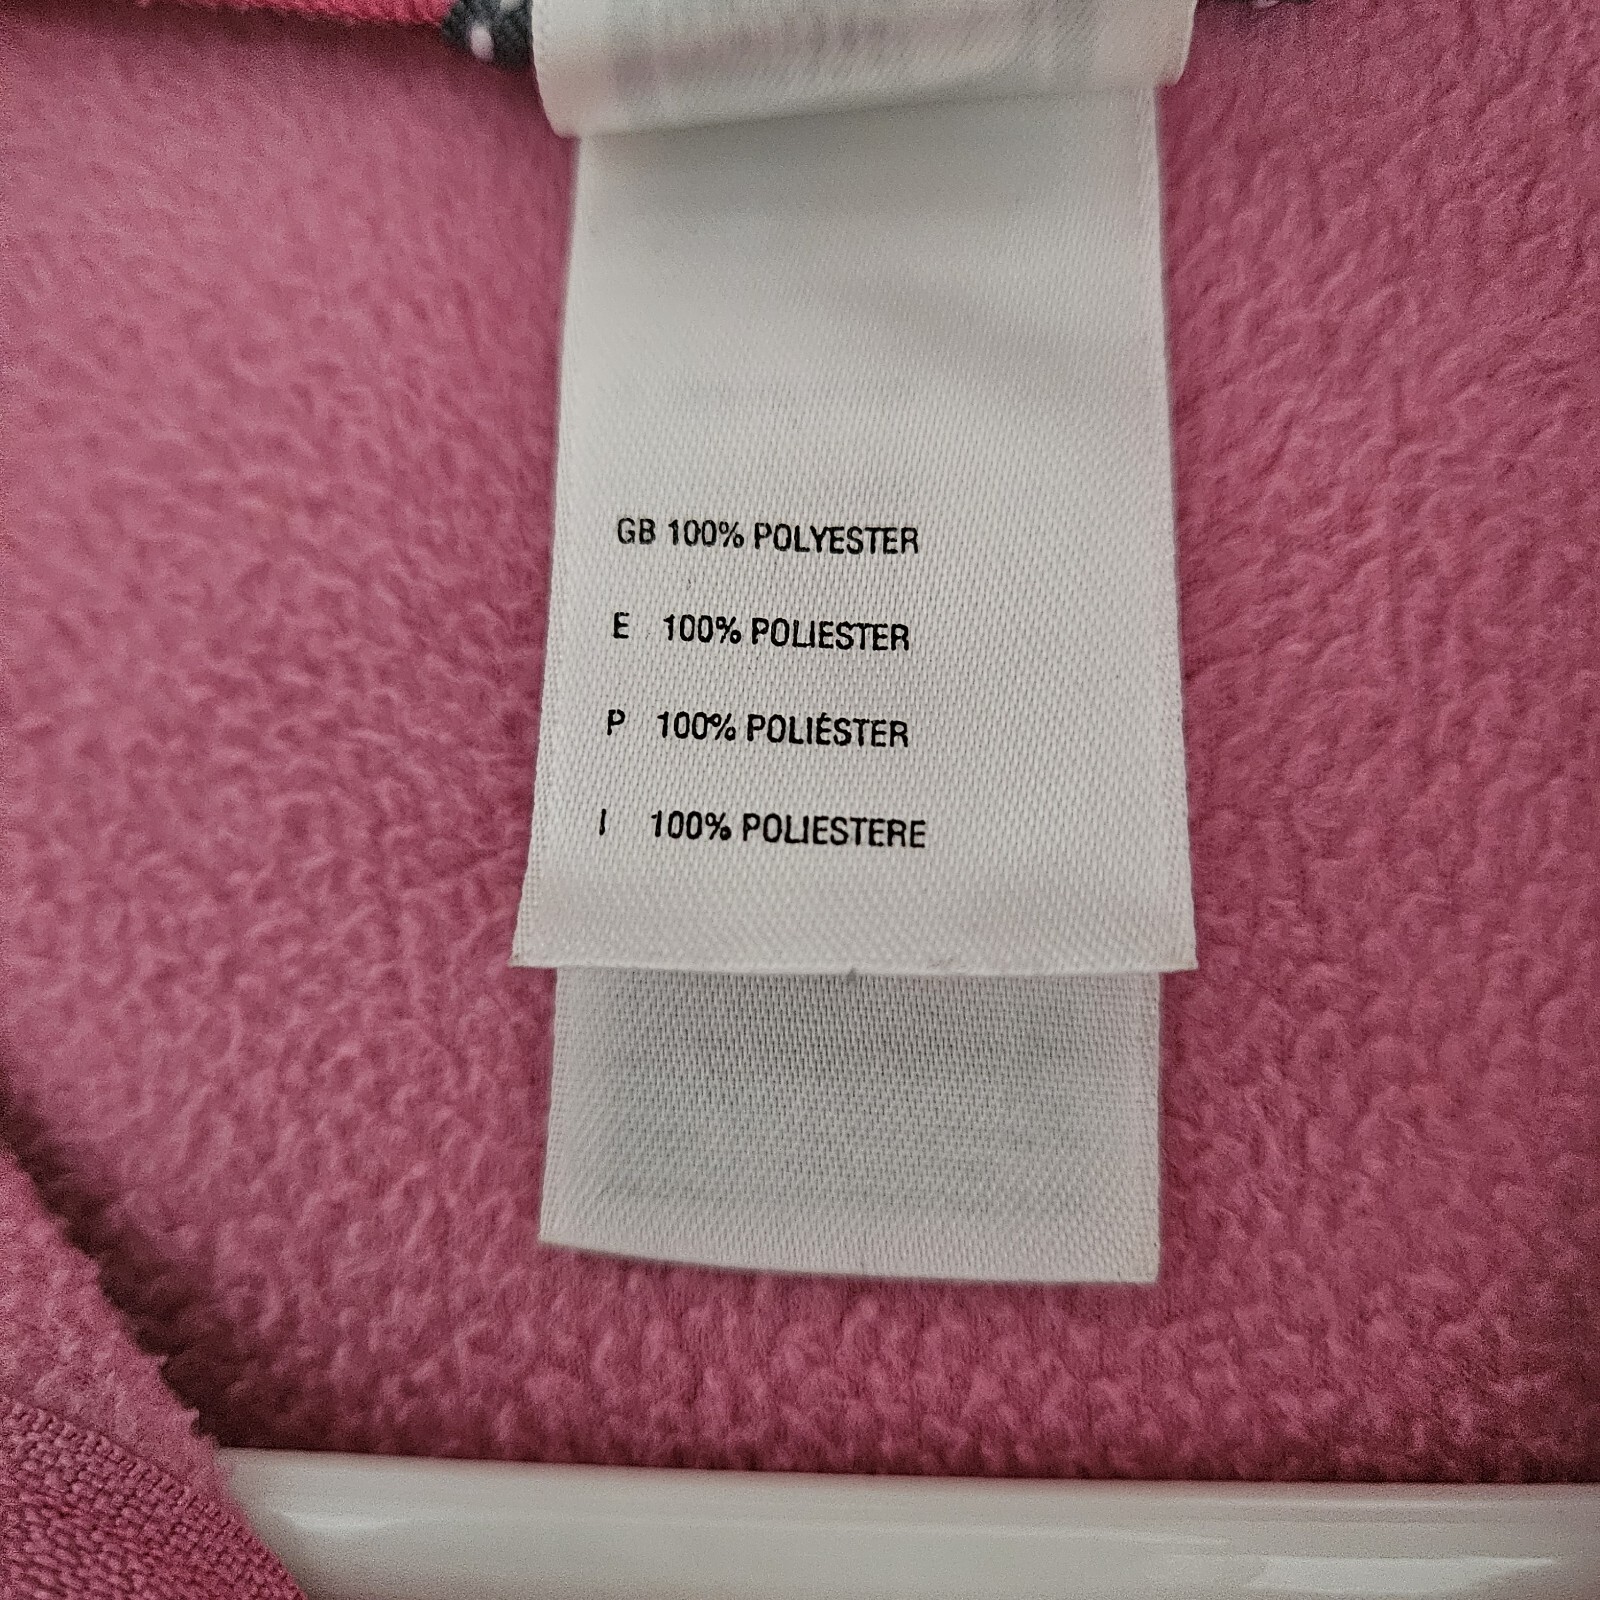 GB 100% POLYESTER
E 100% POLIESTER
P 100% POLIÉSTER
I 100% POLIESTERE